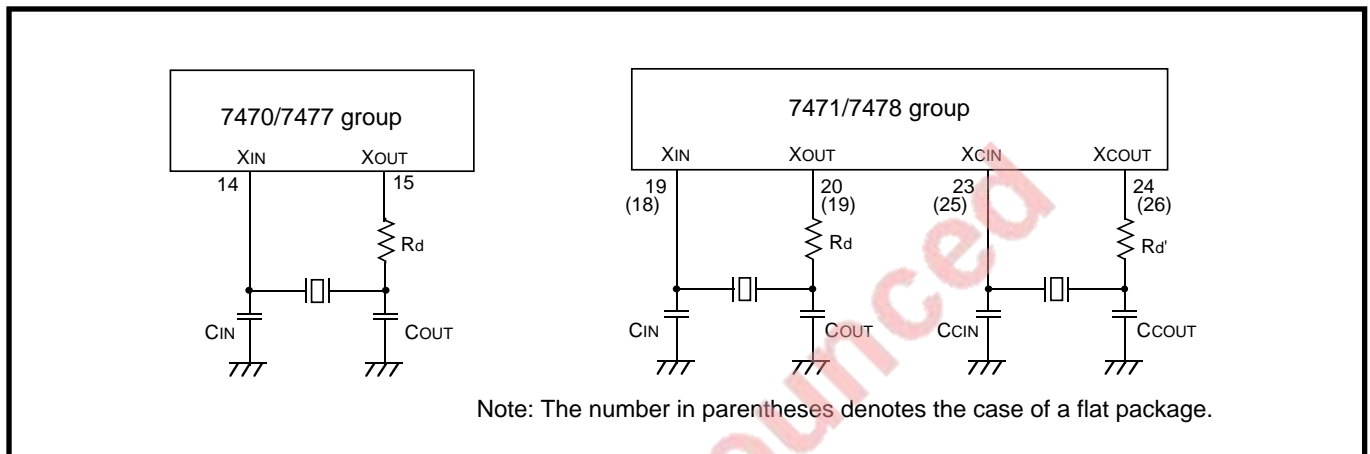 7470/7477 group
XIN XOUT
14 15
Rd
CIN COUT
7471/7478 group
XIN XOUT XCIN XCOUT
19 20 23 24
(18) (19) (25) (26)
Rd Rd'
CIN COUT CCIN CCOUT
Note: The number in parentheses denotes the case of a flat package.
ounced